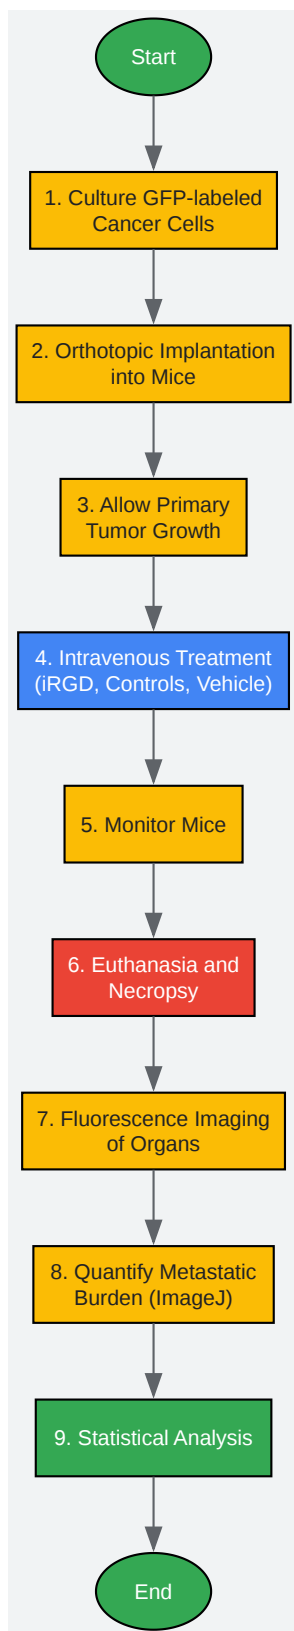 Start
1. Culture GFP-labeled
Cancer Cells
2. Orthotopic Implantation
into Mice
3. Allow Primary
Tumor Growth
4. Intravenous Treatment
(iRGD, Controls, Vehicle)
5. Monitor Mice
6. Euthanasia and
Necropsy
7. Fluorescence Imaging
of Organs
8. Quantify Metastatic
Burden (ImageJ)
9. Statistical Analysis
End